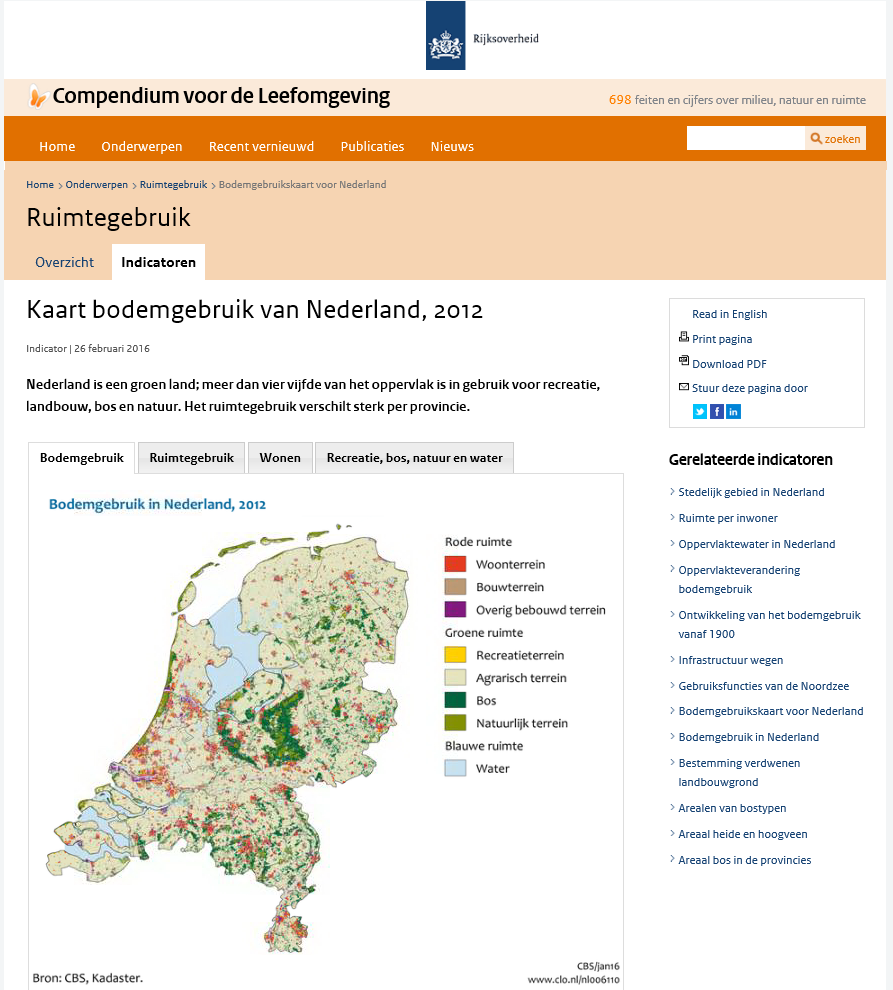 Rijksoverheid
Compendium voor de Leefomgeving
698 feiten en cijfers over milieu, natuur en ruimte
Home Onderwerpen Recent vernieuwd Publicaties Nieuws
zoeken
Home > Onderwerpen > Ruimtegebruik > Bodemgebruikskaart voor Nederland
Ruimtegebruik
Overzicht Indicatoren
Kaart bodemgebruik van Nederland, 2012
Indicator | 26 februari 2016
Nederland is een groen land; meer dan vier vijfde van het oppervlak is in gebruik voor recreatie,
landbouw, bos en natuur. Het ruimtegebruik verschilt sterk per provincie.
Bodemgebruik Ruimtegebruik Wonen Recreatie, bos, natuur en water
Bodemgebruik in Nederland, 2012
Rode ruimte
Woonterrein
Bouwterrein
Overig bebouwd terrein
Groene ruimte
Recreatieterrein
Agrarisch terrein
Bos
Natuurlijk terrein
Blauwe ruimte
Water
Bron: CBS, Kadaster.
CBS/jan16
www.clo.nl/nl006110
Read in English
Print pagina
Download PDF
Stuur deze pagina door
Gerelateerde indicatoren
Stedelijk gebied in Nederland
Ruimte per inwoner
Oppervlaktewater in Nederland
Oppervlakteverandering
bodemgebruik
Ontwikkeling van het bodemgebruik
vanaf 1900
Infrastructuur wegen
Gebruiksfuncties van de Noordzee
Bodemgebruikskaart voor Nederland
Bodemgebruik in Nederland
Bestemming verdwenen
landbouwgrond
Arealen van bostypen
Areaal heide en hoogveen
Areaal bos in de provincies